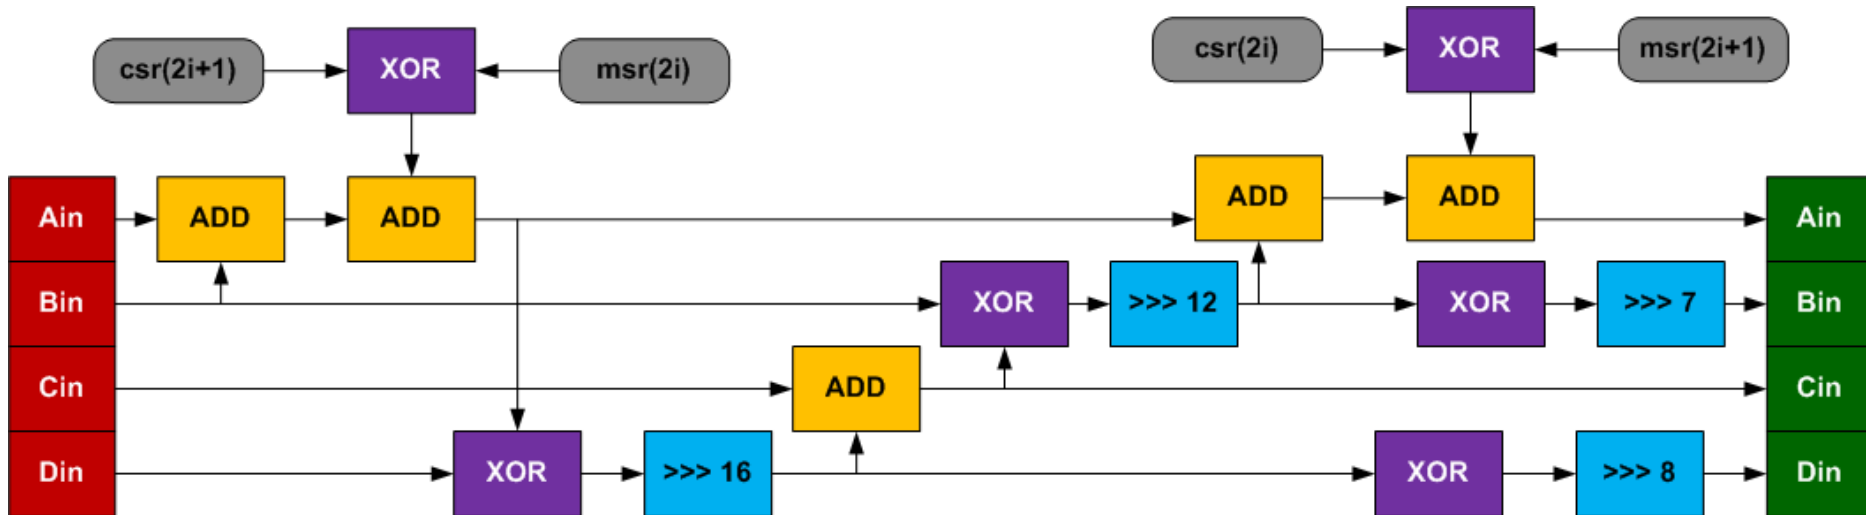 csr(2i+1)
XOR
msr(2i)
csr(2i)
XOR
msr(2i+1)
Ain
ADD
ADD
ADD
ADD
Ain
Bin
XOR
>>> 12
XOR
>>> 7
Bin
Cin
ADD
Cin
Din
XOR
>>> 16
XOR
>>> 8
Din